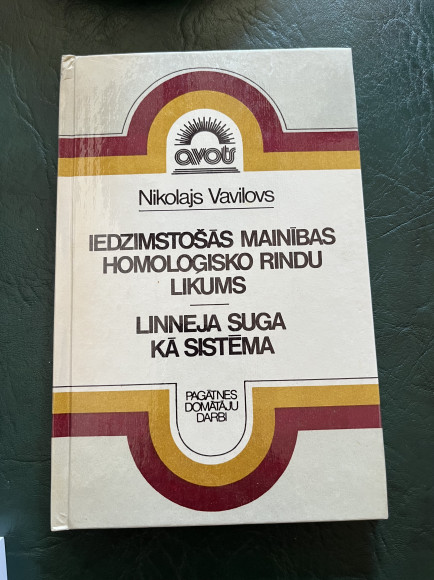 avots
Nikolajs Vavilovs
IEDZIMSTOŠĀS MAINĪBAS
HOMOLOĢISKO RINDU
LIKUMS
LINNEJA SUGA
KĀ SISTĒMA
PAGĀTNES
DOMĀTĀJU
DARBI